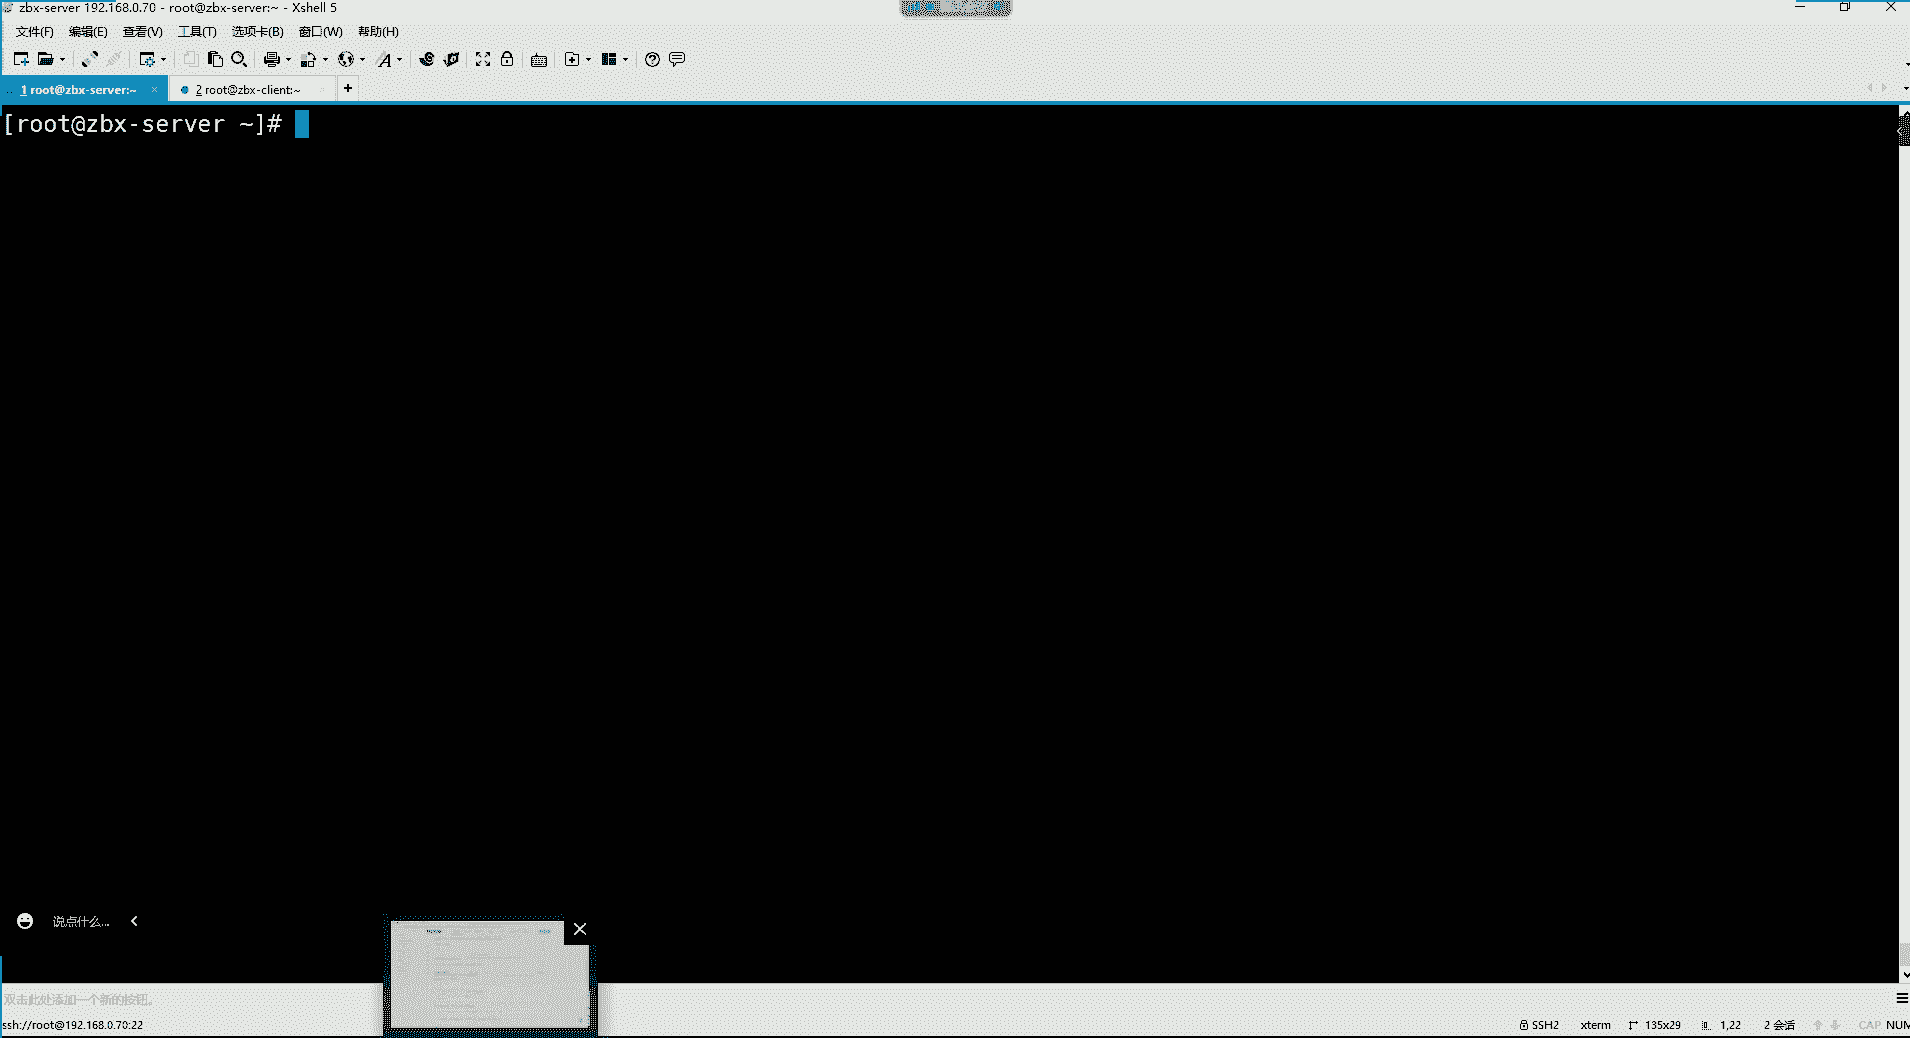 zbx-server 192.168.0.70 - root@zbx-server:~ - Xshell 5
文件(F) 编辑(E) 查看(V) 工具(T) 选项卡(B) 窗口(W) 帮助(H)
1 root@zbx-server:~ × 2 root@zbx-client:~ +
[root@zbx-server ~]#
说点什么...
双击此处添加一个新的按钮。
ssh://root@192.168.0.70:22 SSH2 xterm 135x29 1,22 2 会话 CAP NUM